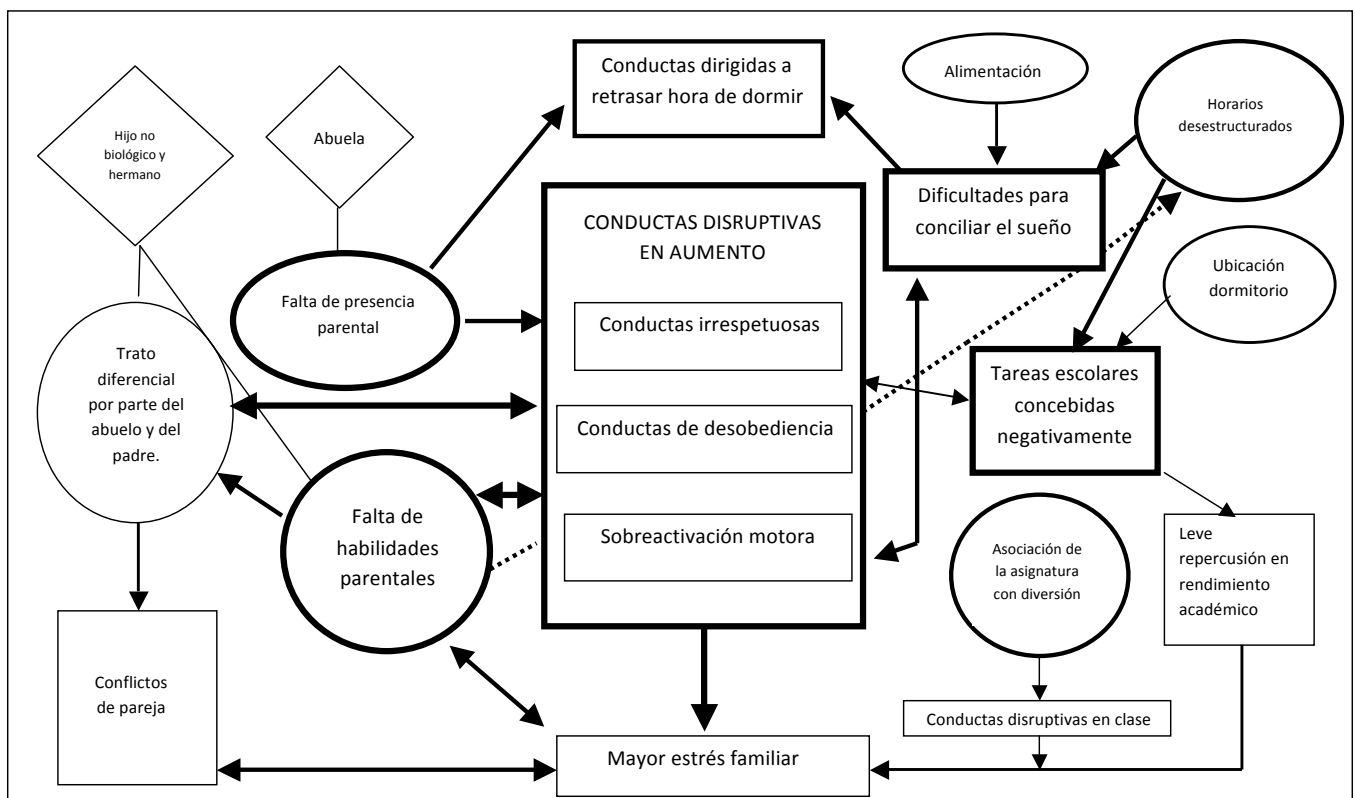 Conductas dirigidas a
retrasar hora de dormir
Alimentación
Horarios
desestructurados
Hijo no
biológico y
hermano
Abuela
CONDUCTAS DISRUPTIVAS
EN AUMENTO
Dificultades para
conciliar el sueño
Ubicación
dormitorio
Falta de presencia
parental
Conductas irrespetuosas
Trato
diferencial
por parte del
abuelo y del
padre.
Tareas escolares
concebidas
negativamente
Conductas de desobediencia
Falta de
habilidades
parentales
Sobreactivación motora
Asociación de
la asignatura
con diversión
Leve
repercusión en
rendimiento
académico
Conflictos
de pareja
Conductas disruptivas en clase
Mayor estrés familiar